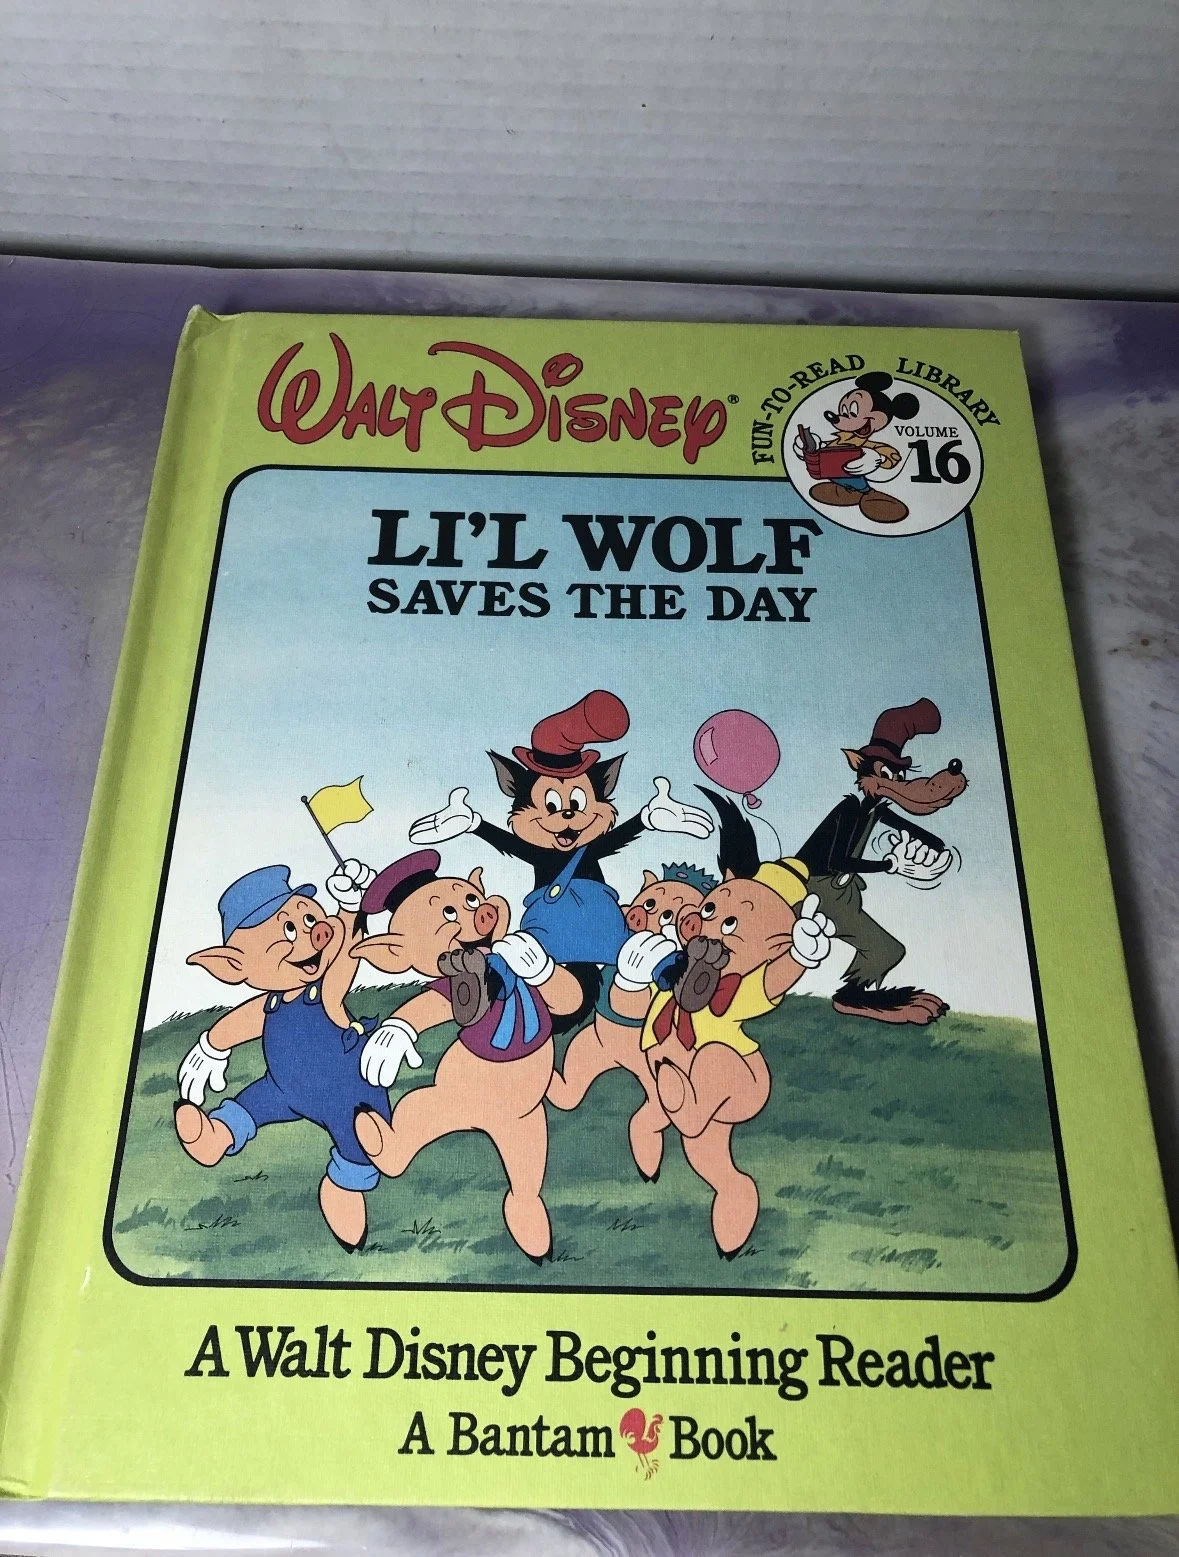 WALT DISNEY®
FUN-TO-READ LIBRARY
VOLUME
16
LI'L WOLF
SAVES THE DAY
A Walt Disney Beginning Reader
A Bantam Book